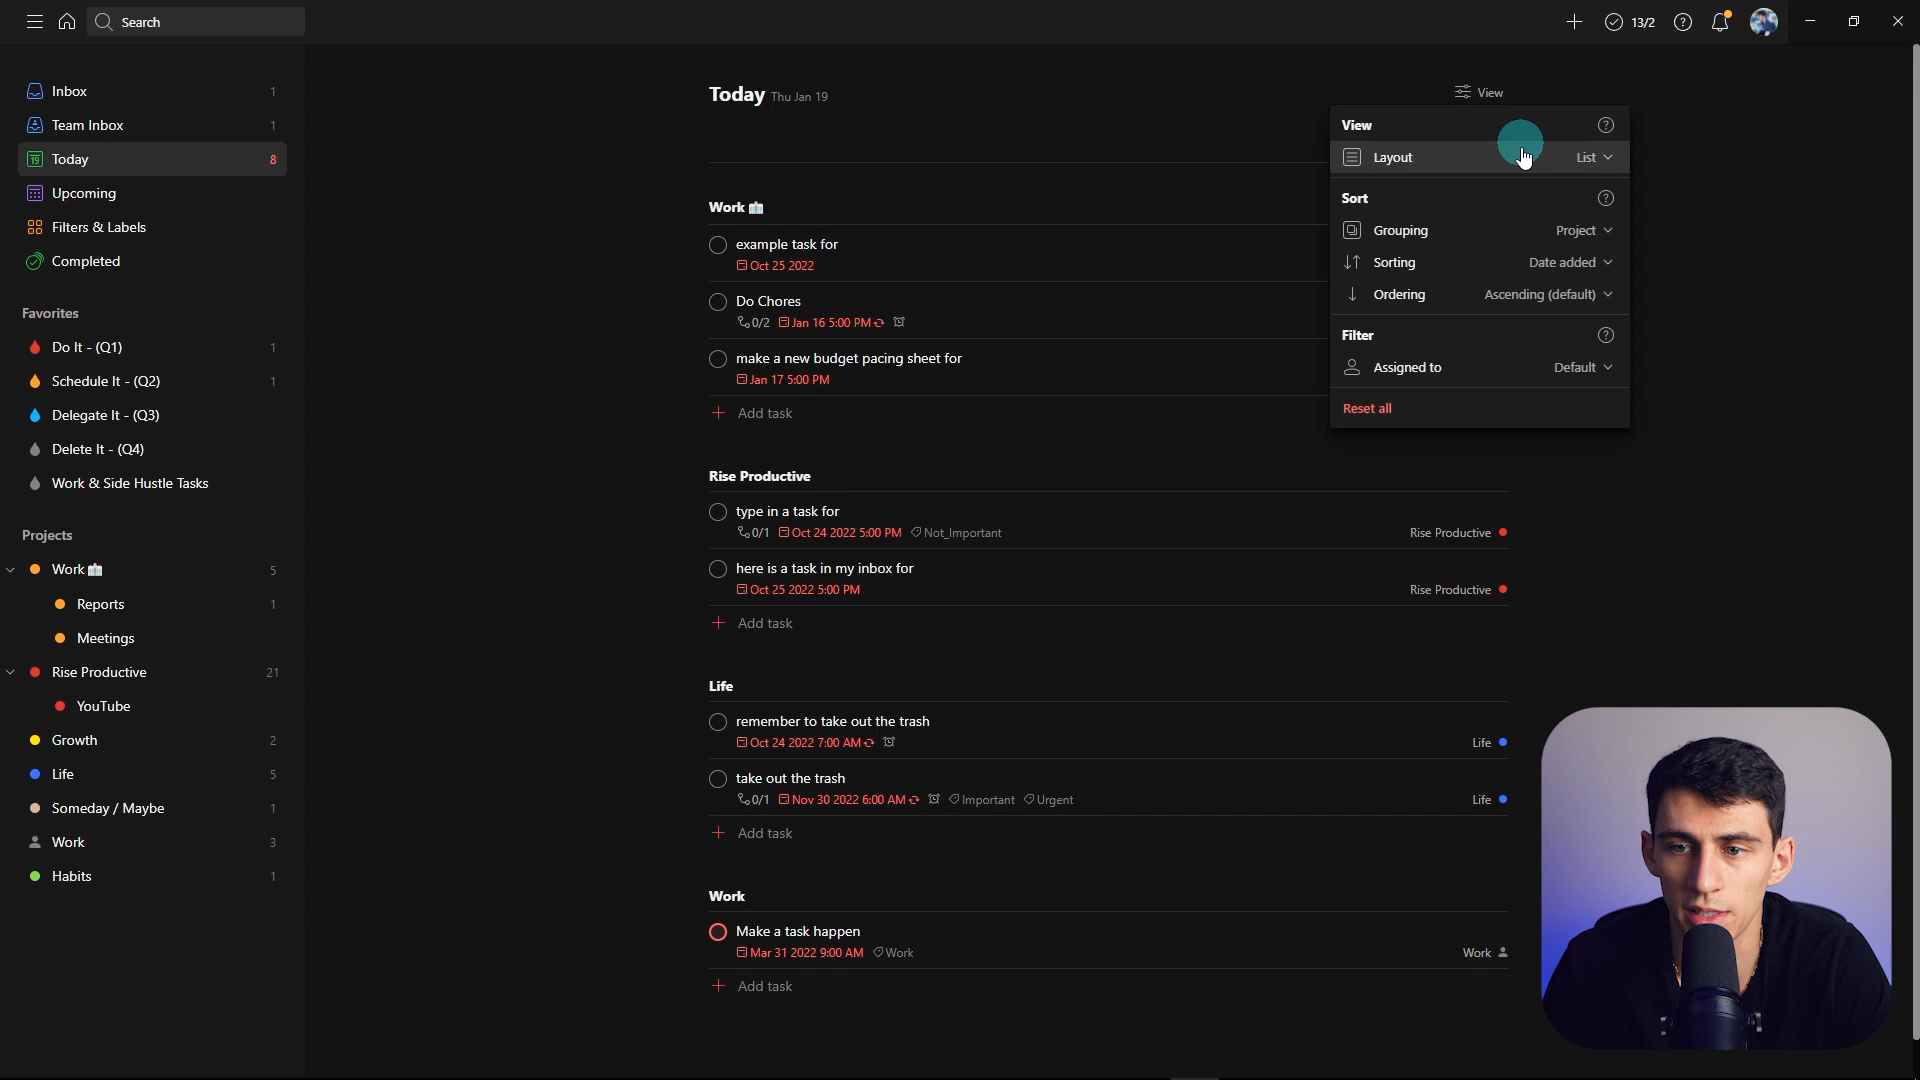 Search
13/2
Inbox 1
Team Inbox 1
19 Today 8
Upcoming
Filters & Labels
Completed
Favorites
Do It - (Q1) 1
Schedule It - (Q2) 1
Delegate It - (Q3)
Delete It - (Q4)
Work & Side Hustle Tasks
Projects
Work 5
Reports 1
Meetings
Rise Productive 21
YouTube
Growth 2
Life 5
Someday / Maybe 1
Work 3
Habits 1
Today Thu Jan 19
View
Work
example task for
Oct 25 2022
Do Chores
0/2 Jan 16 5:00 PM
make a new budget pacing sheet for
Jan 17 5:00 PM
+ Add task
Rise Productive
type in a task for
0/1 Oct 24 2022 5:00 PM Not_Important Rise Productive
here is a task in my inbox for
Oct 25 2022 5:00 PM Rise Productive
+ Add task
Life
remember to take out the trash
Oct 24 2022 7:00 AM Life
take out the trash
0/1 Nov 30 2022 6:00 AM Important Urgent Life
+ Add task
Work
Make a task happen
Mar 31 2022 9:00 AM Work Work
+ Add task
View ?
Layout List
Sort ?
Grouping Project
Sorting Date added
Ordering Ascending (default)
Filter ?
Assigned to Default
Reset all